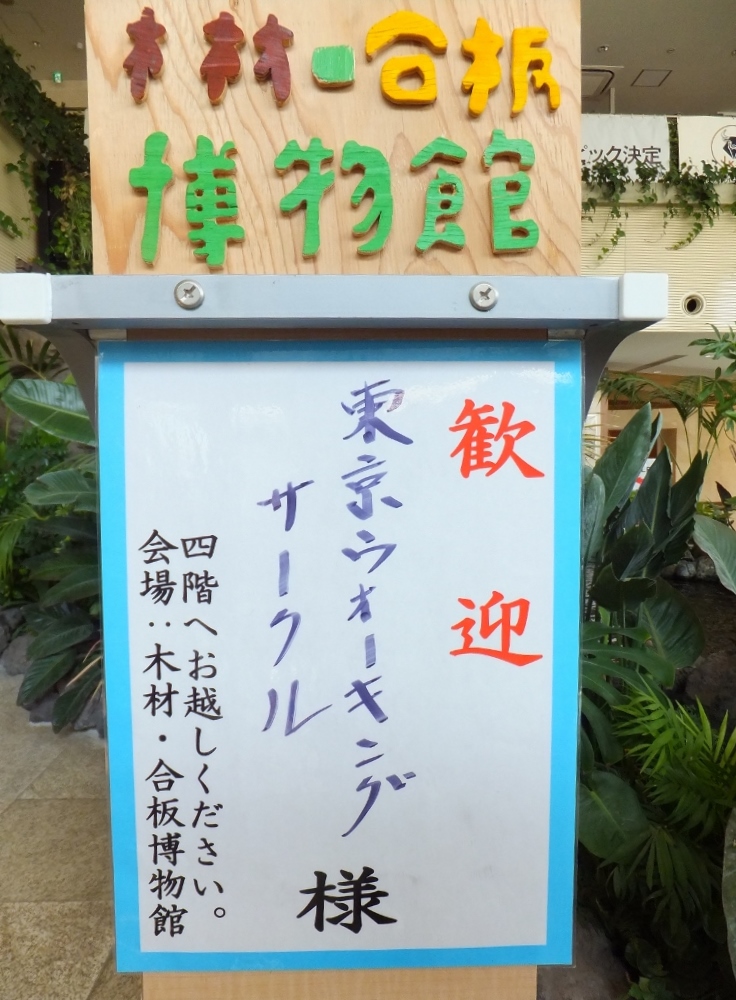 木材・合板
博物館
歓迎
東京ウォーキング
サークル
様
四階へお越しください。
会場：木材・合板博物館
ピック決定